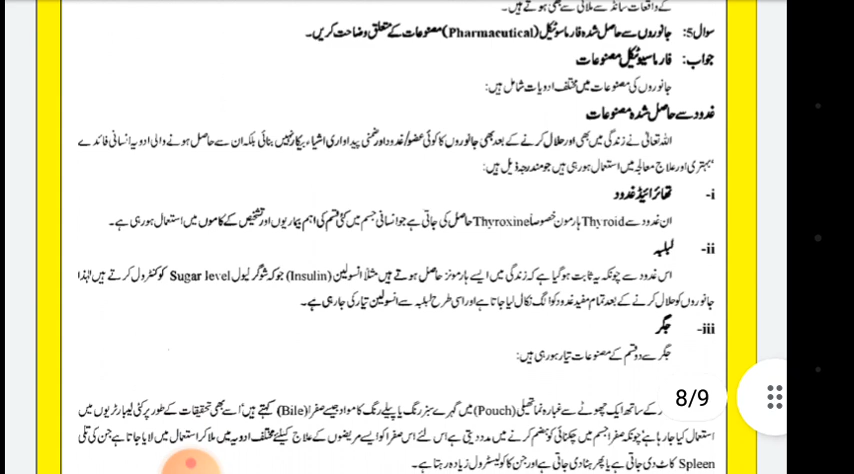 کے واقعات سانڈ سے ملائی سے بھی ہوتے ہیں۔
سوال 5: جانوروں سے حاصل شدہ فارماسوٹیکل (Pharmacutical) مصنوعات کے متعلق وضاحت کریں۔
جواب: فارماسیوٹیکل مصنوعات
جانوروں کی مصنوعات میں مختلف ادویات شامل ہیں:
غدود سے حاصل شدہ مصنوعات
اللہ تعالیٰ نے زندگی میں بھی اور حلال کرنے کے بعد بھی جانوروں کا کوئی عضو/غدود اور ضمنی پیداواری اشیاء بیکار نہیں بنائی بلکہ ان سے حاصل ہونے والی ادویہ انسانی فائدے
بہتری اور علاج معالجہ میں استعمال ہو رہی ہیں جو مندرجہ ذیل ہیں:
-i تھائرائیڈ غدود
ان غدود سے Thyroid ہارمون خصوصاً Thyroxine حاصل کی جاتی ہے جو انسانی جسم میں کئی قسم کی اہم بیماریوں اور تشخیص کے کاموں میں استعمال ہو رہی ہے۔
-ii لبلبہ
اس غدود سے چونکہ یہ ثابت ہو گیا ہے کہ زندگی میں ایسے ہارمونز حاصل ہوتے ہیں مثلاً انسولین (Insulin) جو کہ شوگر لیول Sugar level کو کنٹرول کرتے ہیں لہٰذا
جانوروں کو حلال کرنے کے بعد تمام مفید غدود کو الگ نکال لیا جاتا ہے اور اسی طرح لبلبہ سے انسولین تیار کی جا رہی ہے۔
-iii جگر
جگر سے دو قسم کے مصنوعات تیار ہو رہی ہیں:
کے ساتھ ایک چھوٹے سے غبارہ نما تھیلی (Pouch) میں گہرے سبز رنگ یا پیلے رنگ کا مواد جیسے صفرا (Bile) کہتے ہیں اسے بھی تحقیقات کے طور پر کئی لیبارٹریوں میں
8/9
استعمال کیا جا رہا ہے چونکہ صفرا جسم میں چکنائی کو ہضم کرنے میں مدد دیتی ہے اس لئے اس صفرا کو ایسے مریضوں کے علاج کیلئے مختلف ادویہ میں ملا کر استعمال میں لایا جاتا ہے جن کی تلی
Spleen کاٹ دی جاتی ہے یا پھر ہٹا دی جاتی ہے اور جن کا کولیسٹرول زیادہ رہتا ہے۔